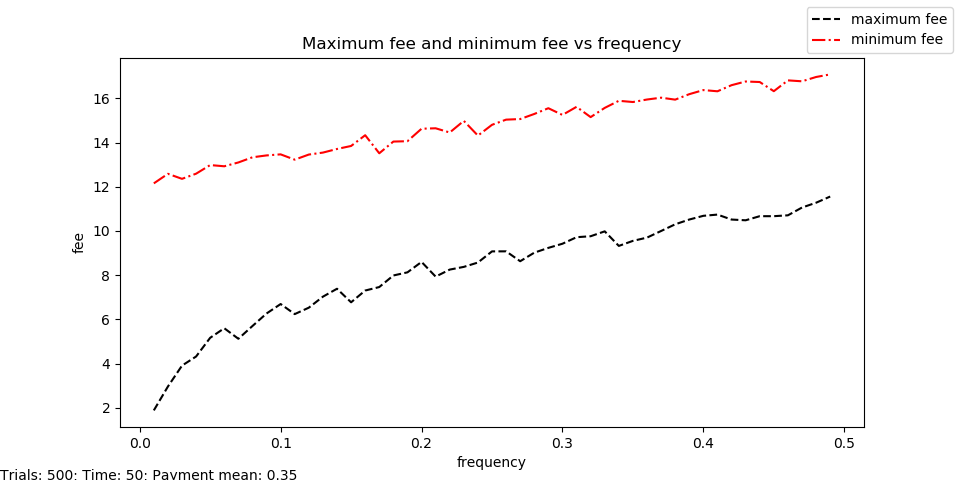 maximum fee
minimum fee
Maximum fee and minimum fee vs frequency
16
14
12
10
8
6
4
2
fee
0.0 0.1 0.2 0.3 0.4 0.5
frequency
Trials: 500; Time: 50; Payment mean: 0.35